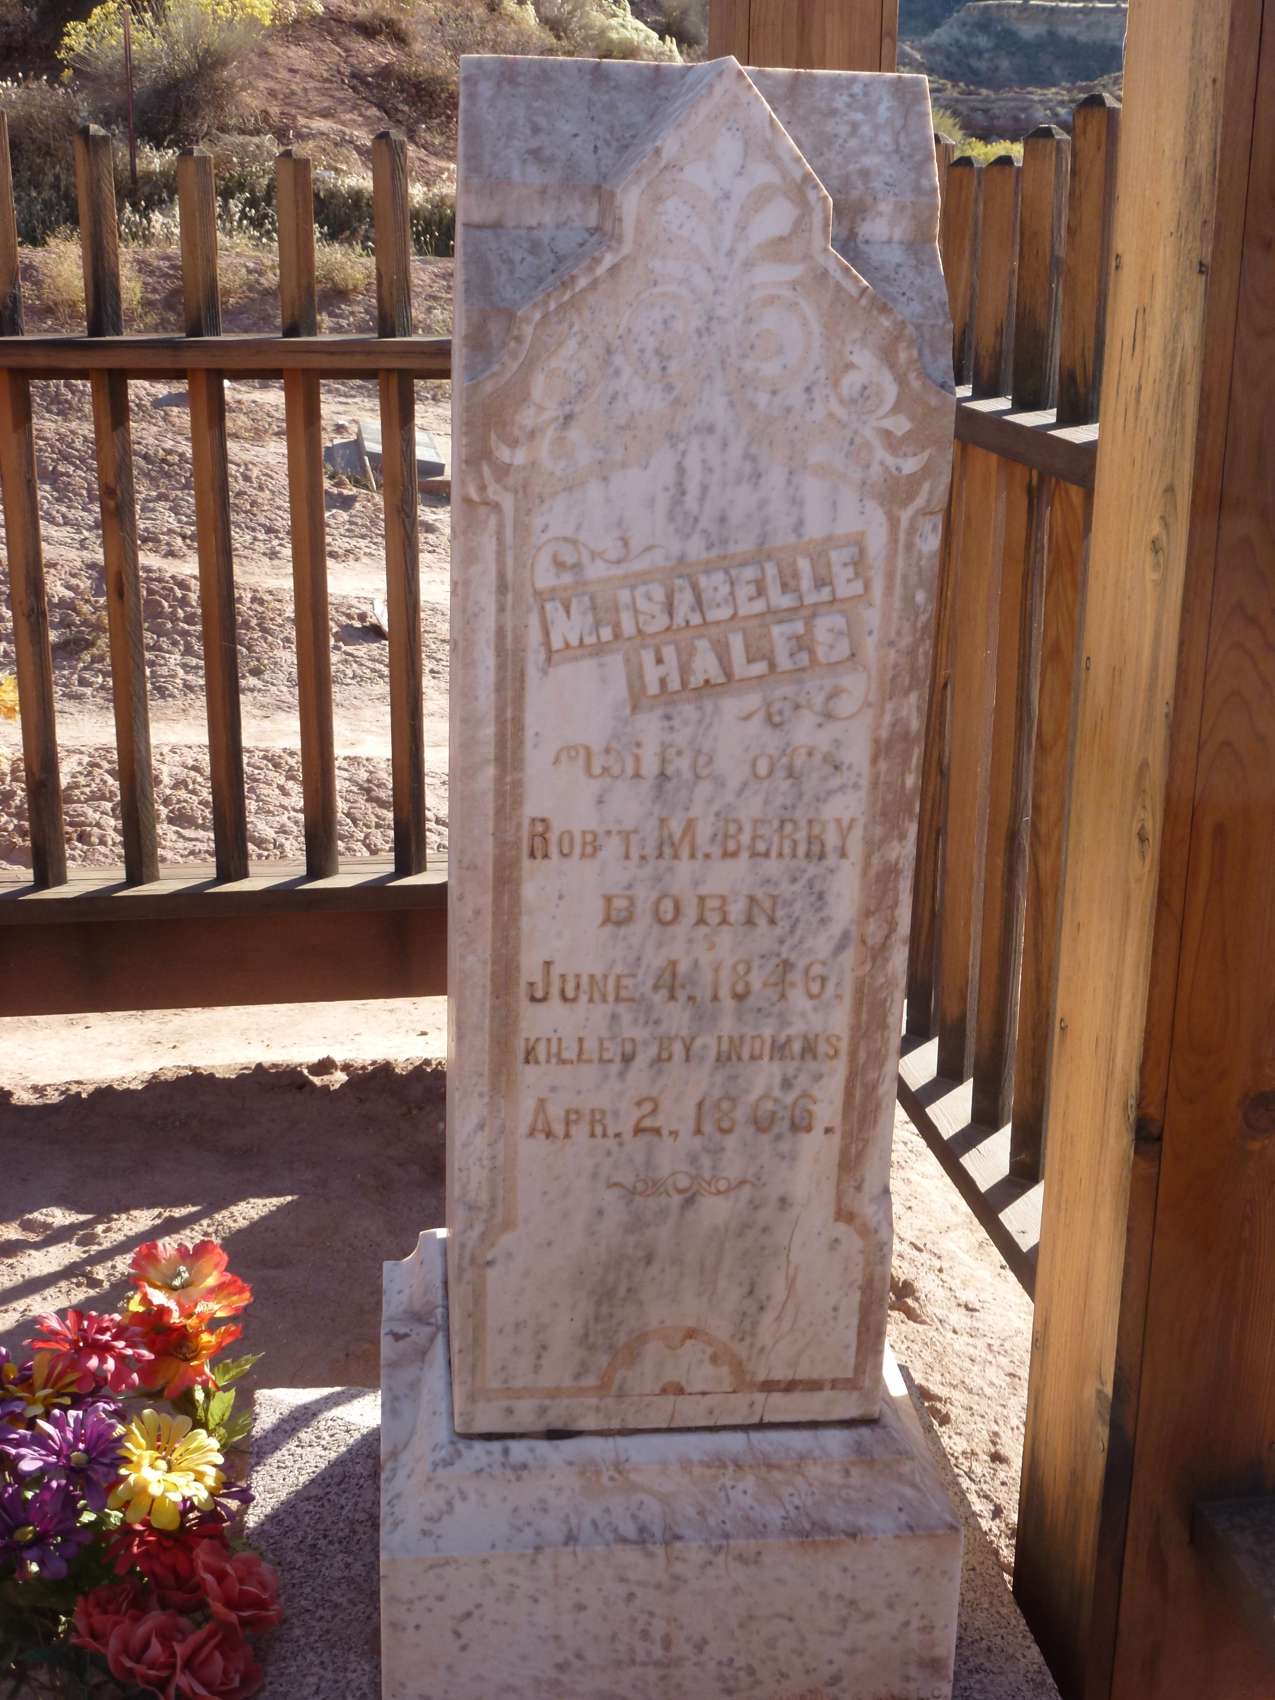 M. ISABELLE
HALES
Wife of
ROB'T. M. BERRY
BORN
JUNE 4, 1846.
KILLED BY INDIANS
APR. 2, 1866.